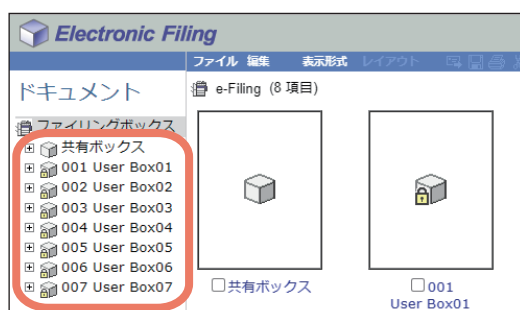 Electronic Filing
ファイル 編集 表示形式 レイアウト
ドキュメント
e-Filing (8 項目)
ファイリングボックス
共有ボックス
001 User Box01
002 User Box02
003 User Box03
004 User Box04
005 User Box05
006 User Box06
007 User Box07
共有ボックス
001
User Box01